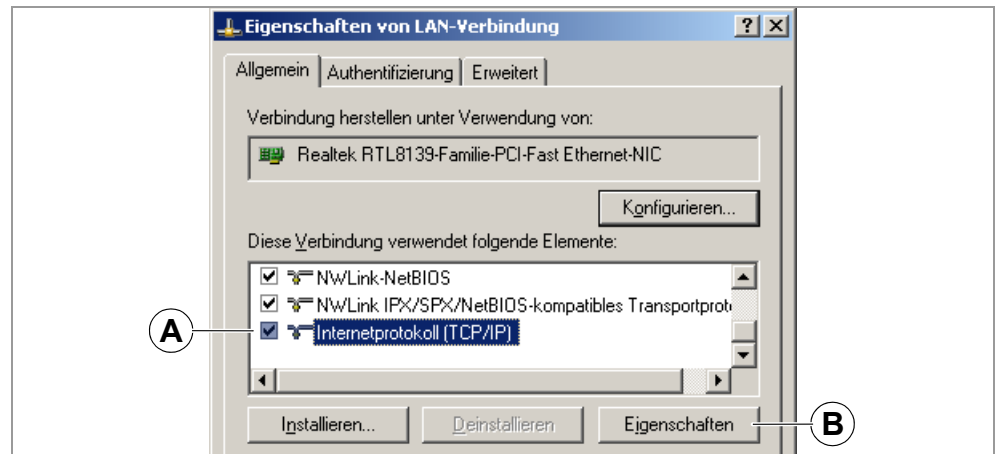 Eigenschaften von LAN-Verbindung
Allgemein Authentifizierung Erweitert
Verbindung herstellen unter Verwendung von:
Realtek RTL8139-Familie-PCI-Fast Ethernet-NIC
Konfigurieren...
Diese Verbindung verwendet folgende Elemente:
NWLink-NetBIOS
NWLink IPX/SPX/NetBIOS-kompatibles Transportproto
A Internetprotokoll (TCP/IP)
Installieren... Deinstallieren Eigenschaften B